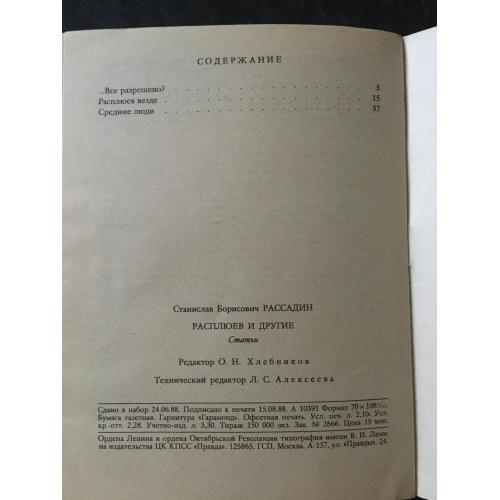 СОДЕРЖАНИЕ
...Все разрешено? . . . . . . . . . . . . 3
Расплюев везде . . . . . . . . . . . . 15
Средние люди . . . . . . . . . . . . 37
Станислав Борисович РАССАДИН
РАСПЛЮЕВ И ДРУГИЕ
Статьи
Редактор О. Н. Хлебников
Технический редактор Л. С. Алексеева
Сдано в набор 24.06.88. Подписано к печати 15.08.88. А 10391 Формат 70 × 108¹/₃₂.
Бумага газетная. Гарнитура «Гарамонд». Офсетная печать. Усл. печ. л. 2,10. Усл.
кр.-отт. 2,28. Учетно-изд. л. 3,30. Тираж 150 000 экз. Зак. № 2666. Цена 15 коп.
Ордена Ленина и ордена Октябрьской Революции типография имени В. И. Лени-
на издательства ЦК КПСС «Правда». 125865, ГСП, Москва, А-137, ул. «Правды», 24.